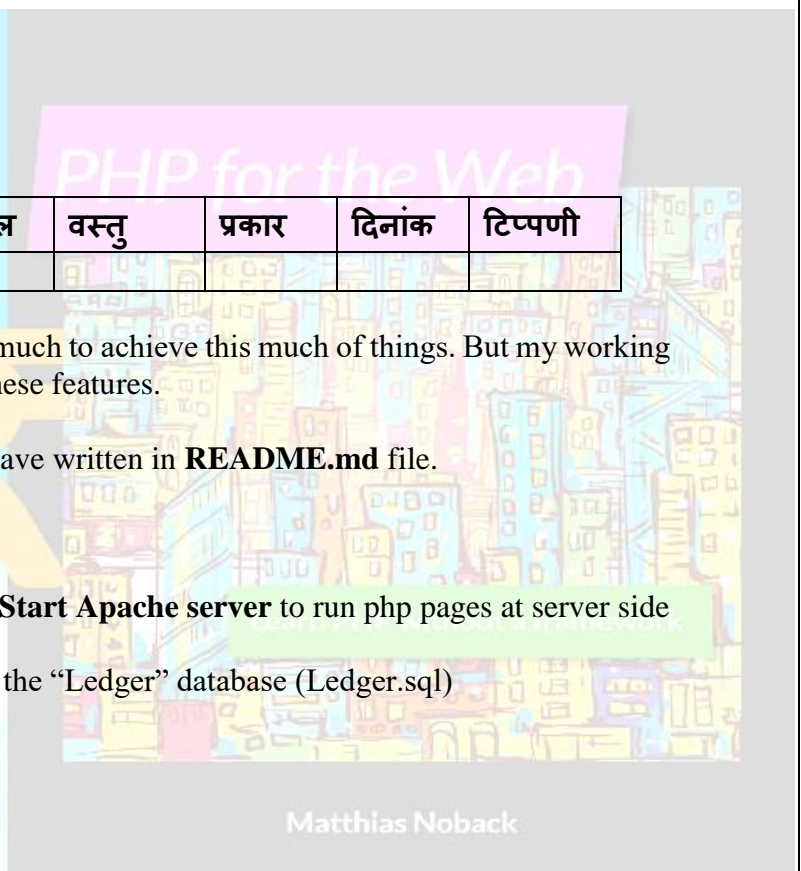 PHP for the Web
वस्तु प्रकार दिनांक टिप्पणी
much to achieve this much of things. But my working
these features.
have written in README.md file.
Start Apache server to run php pages at server side
the “Ledger” database (Ledger.sql)
Matthias Noback